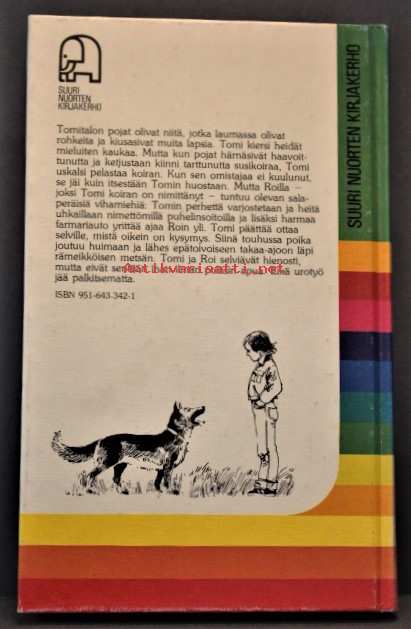 SUURI
NUORTEN
KIRJAKERHO
Tomitalon pojat olivat niitä, jotka laumassa olivat
rohkeita ja kiusasivat muita lapsia. Tomi kiersi heidät
mieluiten kaukaa. Mutta kun pojat härnäsivät haavoit-
tunutta ja ketjustaan kiinni tarttunutta susikoiraa, Tomi
uskalsi pelastaa koiran. Kun sen omistajaa ei kuulunut,
se jäi kuin itsestään Tomin huostaan. Mutta Roilla —
joksi Tomi koiran on nimittänyt — tuntuu olevan sala-
peräisiä vihamiehiä: Tomin perhettä varjostetaan ja heitä
uhkaillaan nimettömillä puhelinsoitoilla ja lisäksi harmaa
farmariauto yrittää ajaa Roin yli. Tomi päättää ottaa
selville, mistä oikein on kysymys. Siinä touhussa poika
joutuu huimaan ja lähes epätoivoiseen takaa-ajoon läpi
rämeikköisen metsän. Tomi ja Roi selviävät hienosti,
mutta eivät urotyö
jää palkitsematta.
Antikvariaatti.net
ISBN 951-643-342-1
SUURI NUORTEN KIRJAKERHO